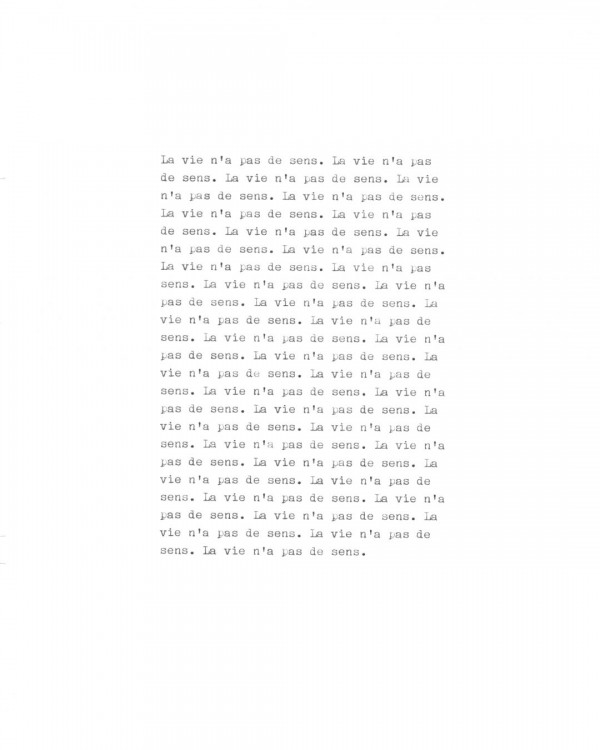 La vie n'a pas de sens. La vie n'a pas
de sens. La vie n'a pas de sens. La vie
n'a pas de sens. La vie n'a pas de sens.
La vie n'a pas de sens. La vie n'a pas
de sens. La vie n'a pas de sens. La vie
n'a pas de sens. La vie n'a pas de sens.
La vie n'a pas de sens. La vie n'a pas
sens. La vie n'a pas de sens. La vie n'a
pas de sens. La vie n'a pas de sens. La
vie n'a pas de sens. La vie n'a pas de
sens. La vie n'a pas de sens. La vie n'a
pas de sens. La vie n'a pas de sens. La
vie n'a pas de sens. La vie n'a pas de
sens. La vie n'a pas de sens. La vie n'a
pas de sens. La vie n'a pas de sens. La
vie n'a pas de sens. La vie n'a pas de
sens. La vie n'a pas de sens. La vie n'a
pas de sens. La vie n'a pas de sens. La
vie n'a pas de sens. La vie n'a pas de
sens. La vie n'a pas de sens. La vie n'a
pas de sens. La vie n'a pas de sens. La
vie n'a pas de sens. La vie n'a pas de
sens. La vie n'a pas de sens.